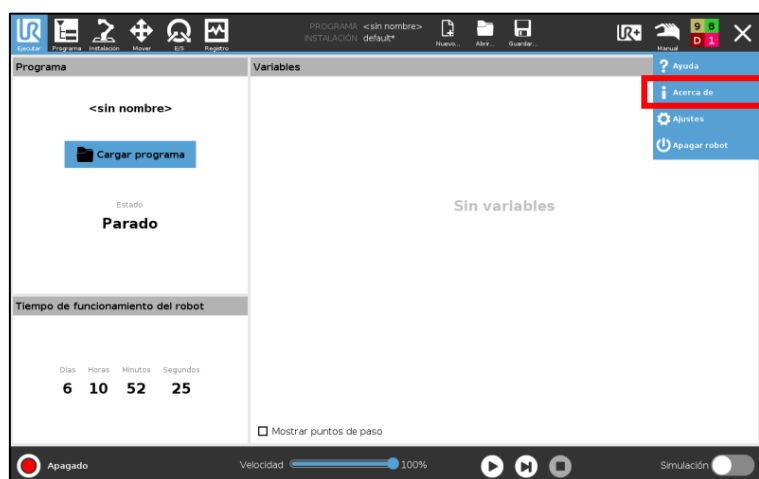 UR
Ejecutar
Programa
Instalación
Mover
E/S
Registro
PROGRAMA <sin nombre>
INSTALACIÓN default*
Nuevo...
Abrir...
Guardar...
UR+
Manual
9 8
D 1
Programa
Variables
? Ayuda
Acerca de
Ajustes
Apagar robot
<sin nombre>
Cargar programa
Estado
Parado
Sin variables
Tiempo de funcionamiento del robot
Días Horas Minutos Segundos
6 10 52 25
Mostrar puntos de paso
Apagado
Velocidad 100%
Simulación